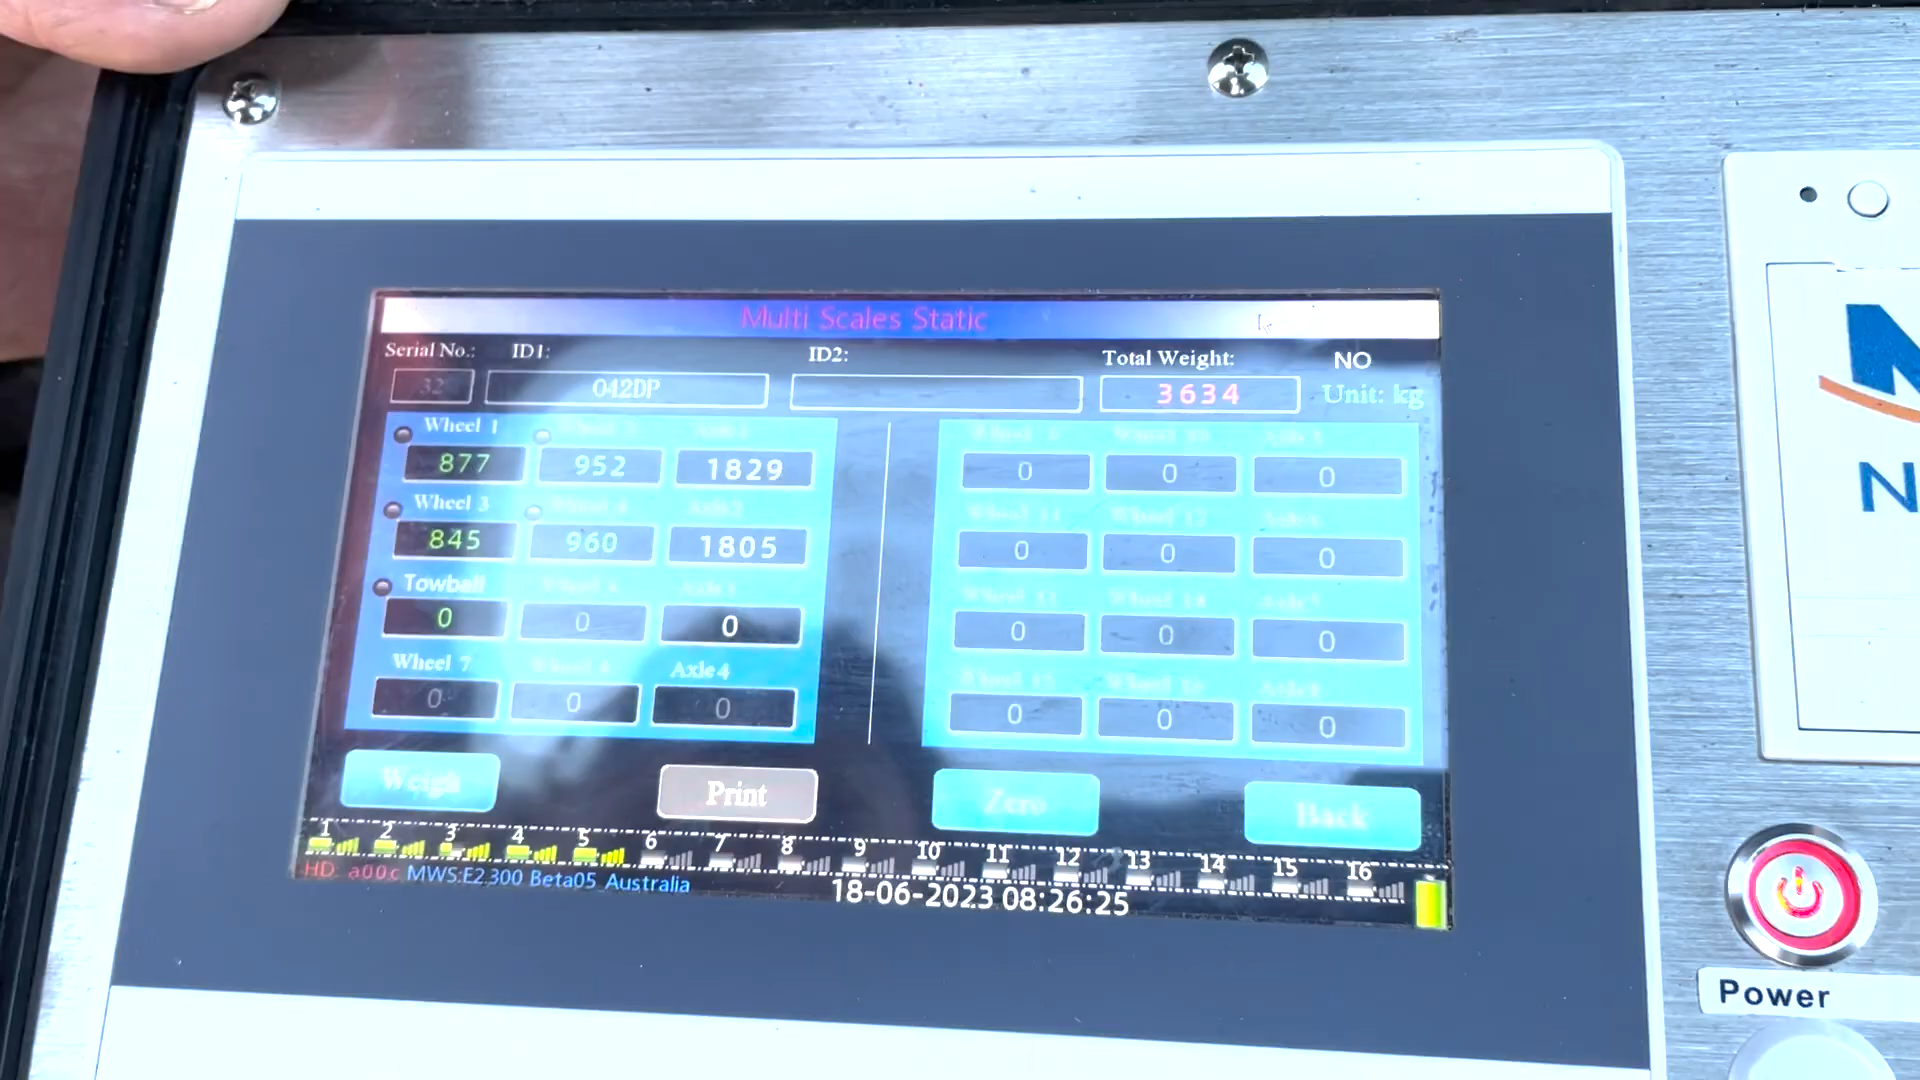 Multi Scales Static
Serial No.: ID1: ID2: Total Weight: NO
32 042DP 3634 Unit: kg
Wheel 1
877 952 1829 0 0 0
Wheel 3
845 960 1805 0 0 0
Towball
0 0 0 0 0 0
Wheel 7 Axle4
0 0 0 0 0 0
Weigh Print Zero Back
1 2 3 4 5 6 7 8 9 10 11 12 13 14 15 16
HD: a00c MWS:E2.300 Beta05 Australia
18-06-2023 08:26:25
Power